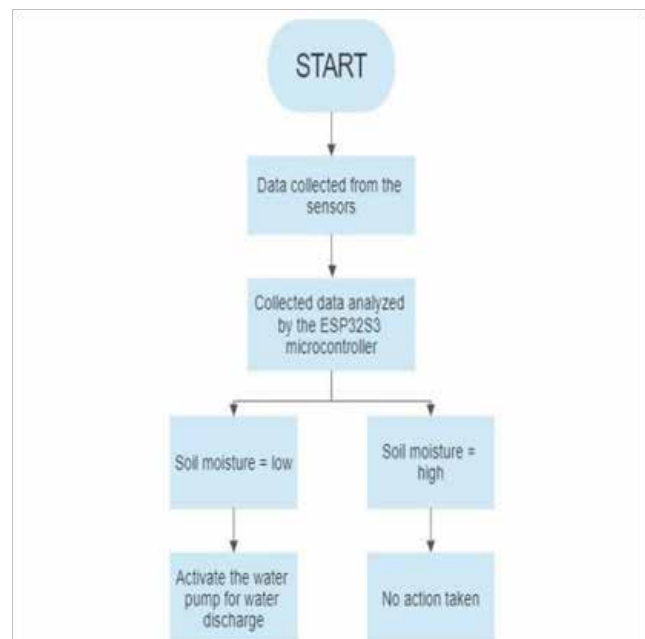 START
Data collected from the
sensors
Collected data analyzed
by the ESP32S3
microcontroller
Soil moisture = low
Soil moisture =
high
Activate the water
pump for water
discharge
No action taken